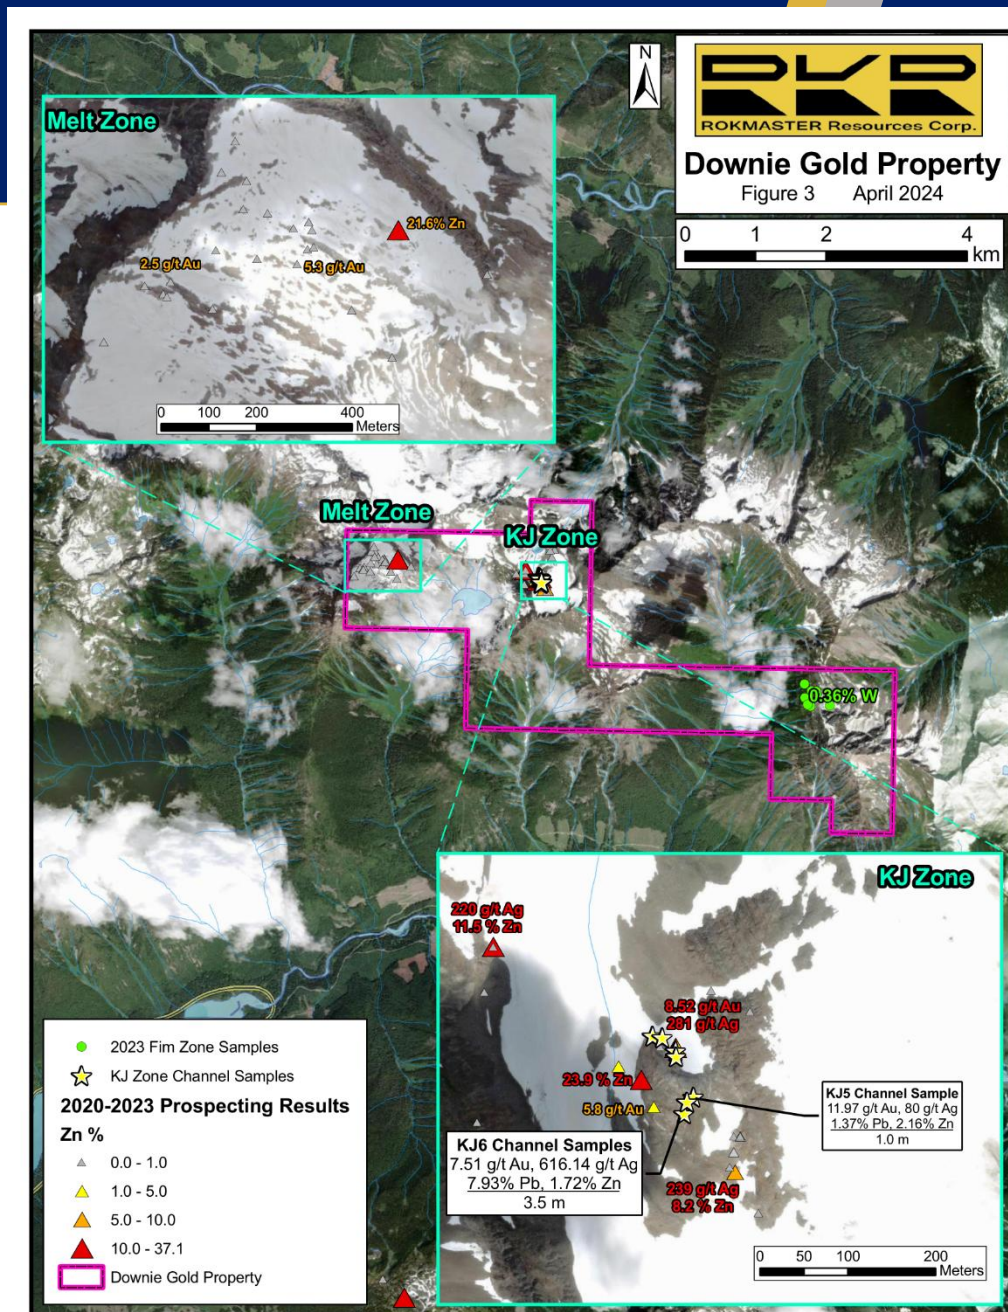 N
RKR
ROKMASTER Resources Corp.
Downie Gold Property
Figure 3 April 2024
0 1 2 4
km
Melt Zone
21.6% Zn
2.5 g/t Au
5.3 g/t Au
0 100 200 400
Meters
Melt Zone
KJ Zone
0.36% W
KJ Zone
220 g/t Ag
11.5 % Zn
8.52 g/t Au
281 g/t Ag
23.9 % Zn
5.8 g/t Au
KJ5 Channel Sample
11.97 g/t Au, 80 g/t Ag
1.37% Pb, 2.16% Zn
1.0 m
KJ6 Channel Samples
7.51 g/t Au, 616.14 g/t Ag
7.93% Pb, 1.72% Zn
3.5 m
239 g/t Ag
8.2 % Zn
0 50 100 200
Meters
2023 Fim Zone Samples
KJ Zone Channel Samples
2020-2023 Prospecting Results
Zn %
0.0 - 1.0
1.0 - 5.0
5.0 - 10.0
10.0 - 37.1
Downie Gold Property